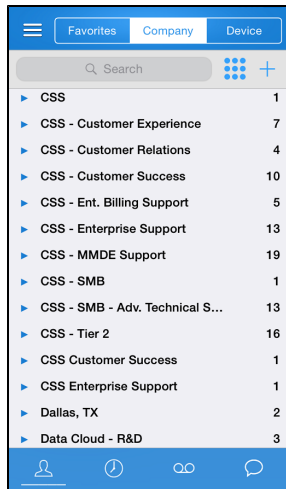 Favorites Company Device
Search
CSS 1
CSS - Customer Experience 7
CSS - Customer Relations 4
CSS - Customer Success 10
CSS - Ent. Billing Support 5
CSS - Enterprise Support 13
CSS - MMDE Support 19
CSS - SMB 1
CSS - SMB - Adv. Technical S... 13
CSS - Tier 2 16
CSS Customer Success 1
CSS Enterprise Support 1
Dallas, TX 2
Data Cloud - R&D 3